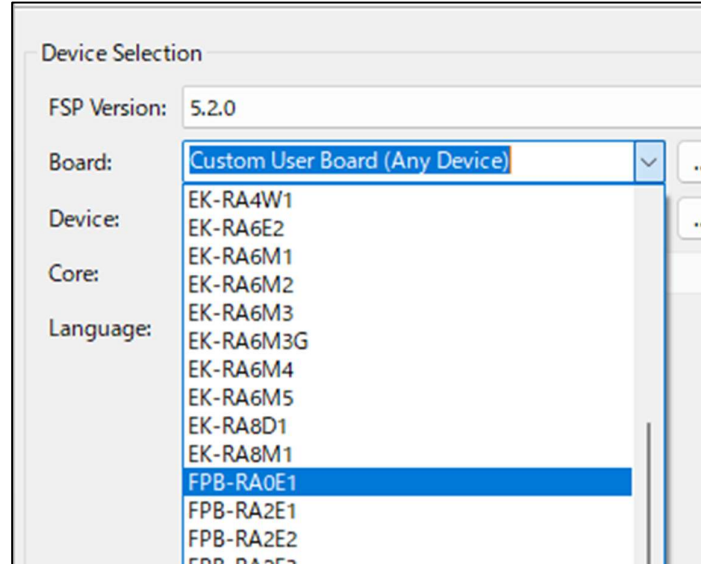 Device Selecti
FSP Version: 5.2.0
Board: Custom User Board (Any Device) ..
Device: ..
Core:
Language:
EK-RA4W1
EK-RA6E2
EK-RA6M1
EK-RA6M2
EK-RA6M3
EK-RA6M3G
EK-RA6M4
EK-RA6M5
EK-RA8D1
EK-RA8M1
FPB-RA0E1
FPB-RA2E1
FPB-RA2E2